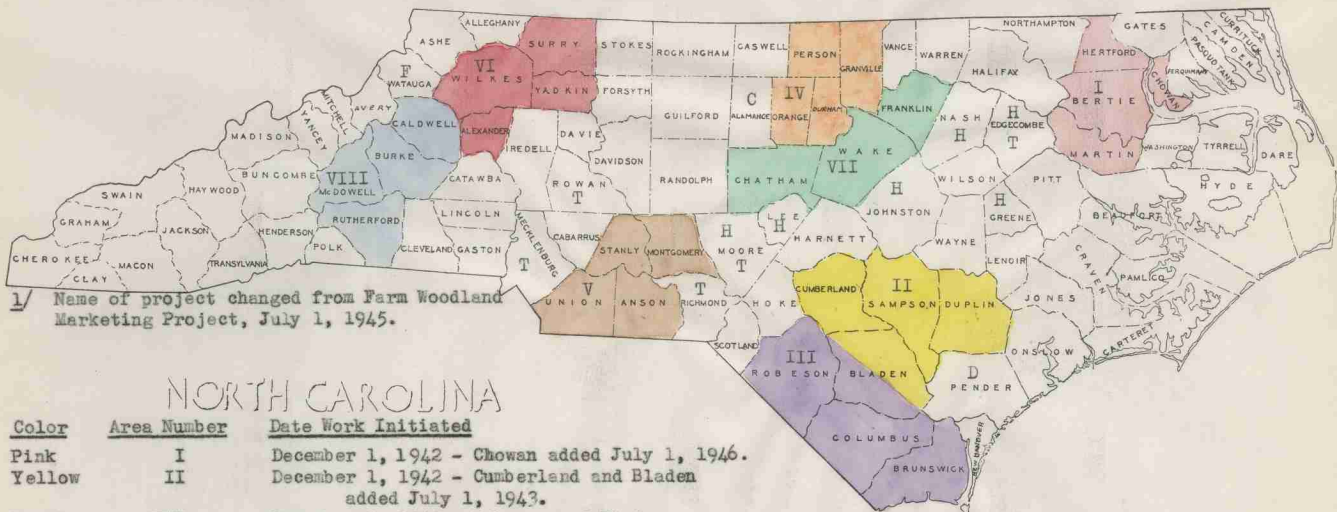 ALLEGHANY
NORTHAMPTON
GATES
CURRITUCK
CAMDEN
PASQUOTANK
ASHE
SURRY
STOKES
ROCKINGHAM
CASWELL
PERSON
VANCE
WARREN
HERTFORD
PERQUIMANS
F
WATAUGA
VI
WILKES
YADKIN
FORSYTH
GRANVILLE
HALIFAX
CHOWAN
MITCHELL
AVERY
YANCEY
CALDWELL
ALEXANDER
GUILFORD
C
ALAMANCE
IV
ORANGE
DURHAM
FRANKLIN
NASH
H
H
EDGECOMBE
T
I
BERTIE
MADISON
BURKE
IREDELL
DAVIE
DAVIDSON
WAKE
MARTIN
WASHINGTON
TYRRELL
DARE
BUNCOMBE
VIII
McDOWELL
CATAWBA
ROWAN
T
RANDOLPH
CHATHAM
VII
WILSON
PITT
SWAIN
HAYWOOD
RUTHERFORD
LINCOLN
H
JOHNSTON
H
GREENE
BEAUFORT
HYDE
GRAHAM
JACKSON
HENDERSON
POLK
CLEVELAND
GASTON
MECKLENBURG
T
CABARRUS
STANLY
MONTGOMERY
H
MOORE
T
LEE
H
HARNETT
WAYNE
LENOIR
CRAVEN
PAMLICO
CHEROKEE
CLAY
MACON
TRANSYLVANIA
V
UNION
ANSON
T
RICHMOND
HOKE
CUMBERLAND
II
SAMPSON
DUPLIN
JONES
CARTERET
SCOTLAND
ONSLOW
III
ROBESON
BLADEN
D
PENDER
COLUMBUS
NEW HANOVER
BRUNSWICK
1/ Name of project changed from Farm Woodland
Marketing Project, July 1, 1945.
NORTH CAROLINA
Color Area Number Date Work Initiated
Pink I December 1, 1942 - Chowan added July 1, 1946.
Yellow II December 1, 1942 - Cumberland and Bladen
added July 1, 1943.